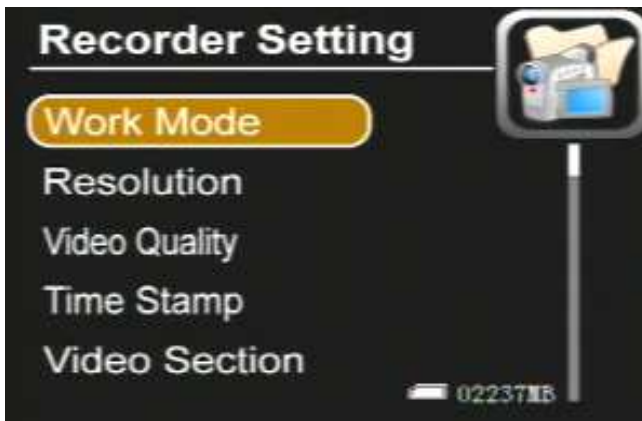 Recorder Setting
Work Mode
Resolution
Video Quality
Time Stamp
Video Section
02237MB